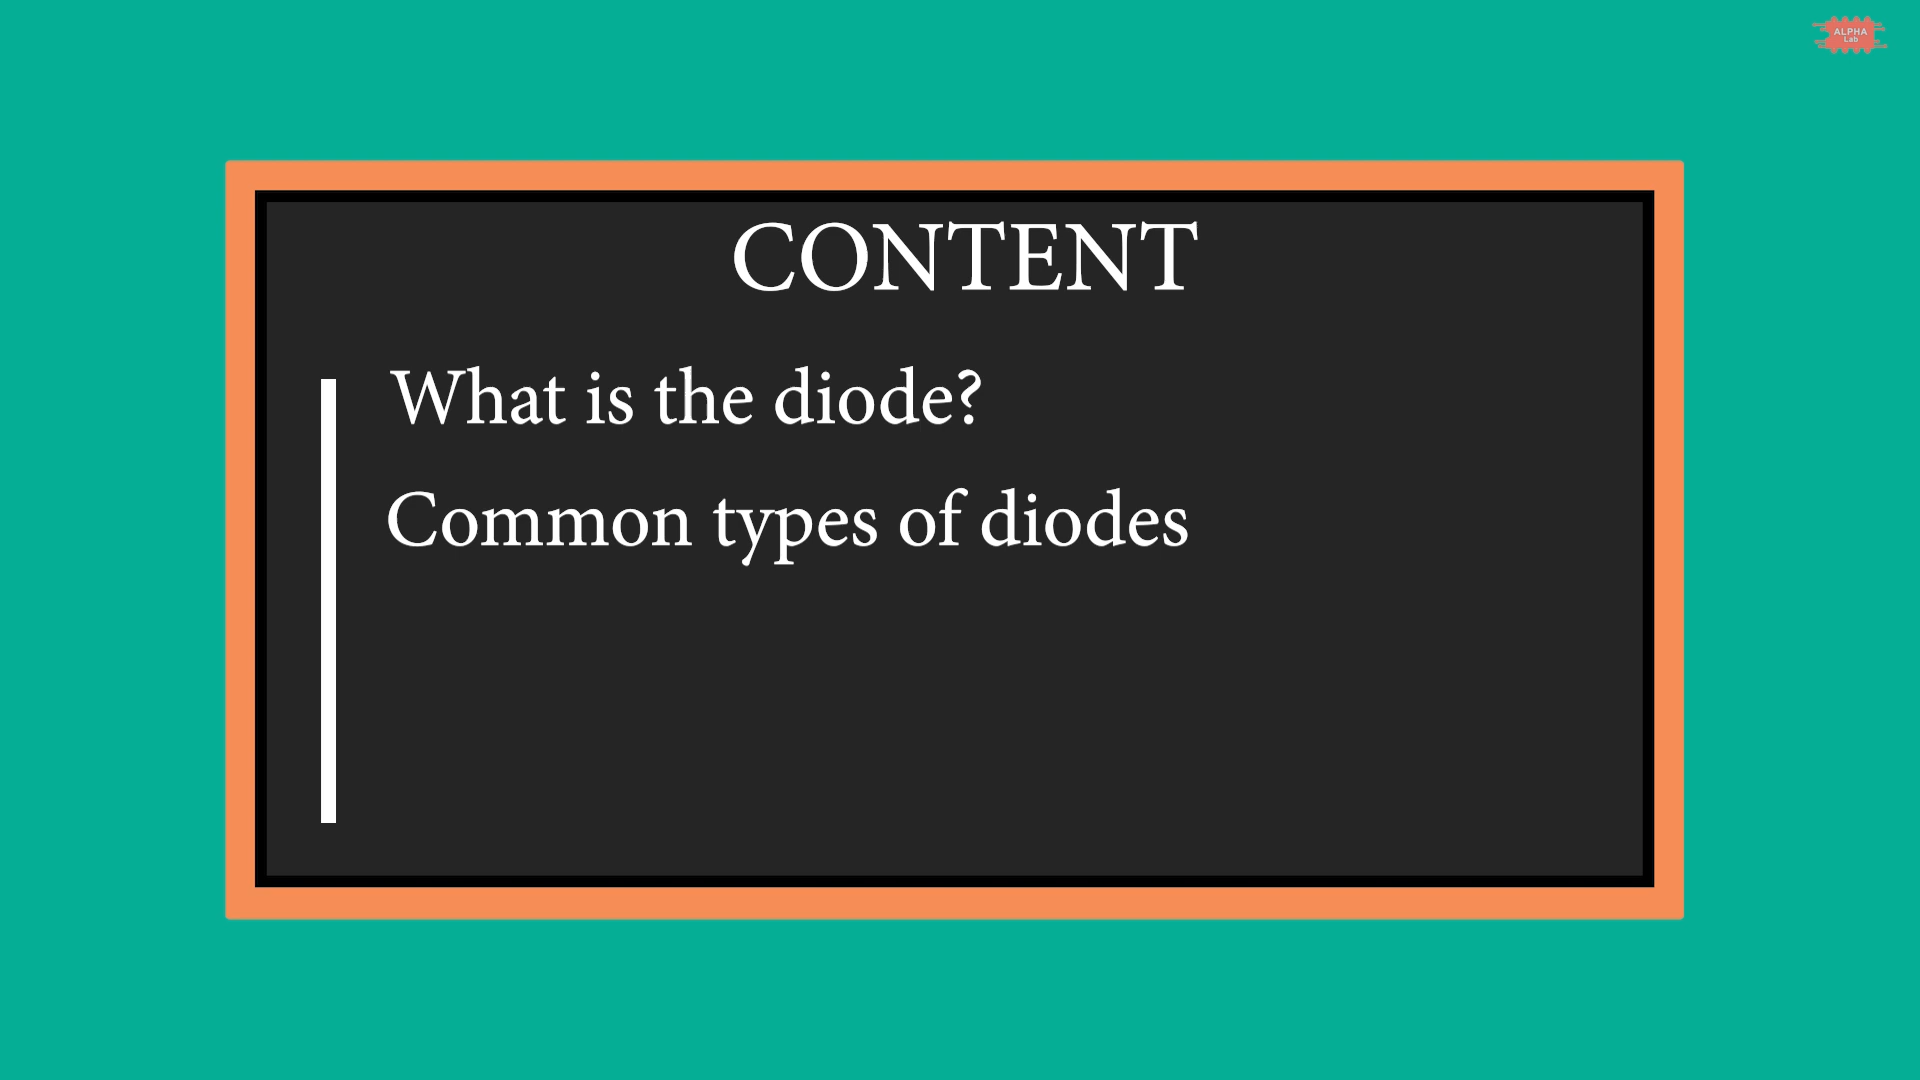 ALPHA
Lab
CONTENT
What is the diode?
Common types of diodes